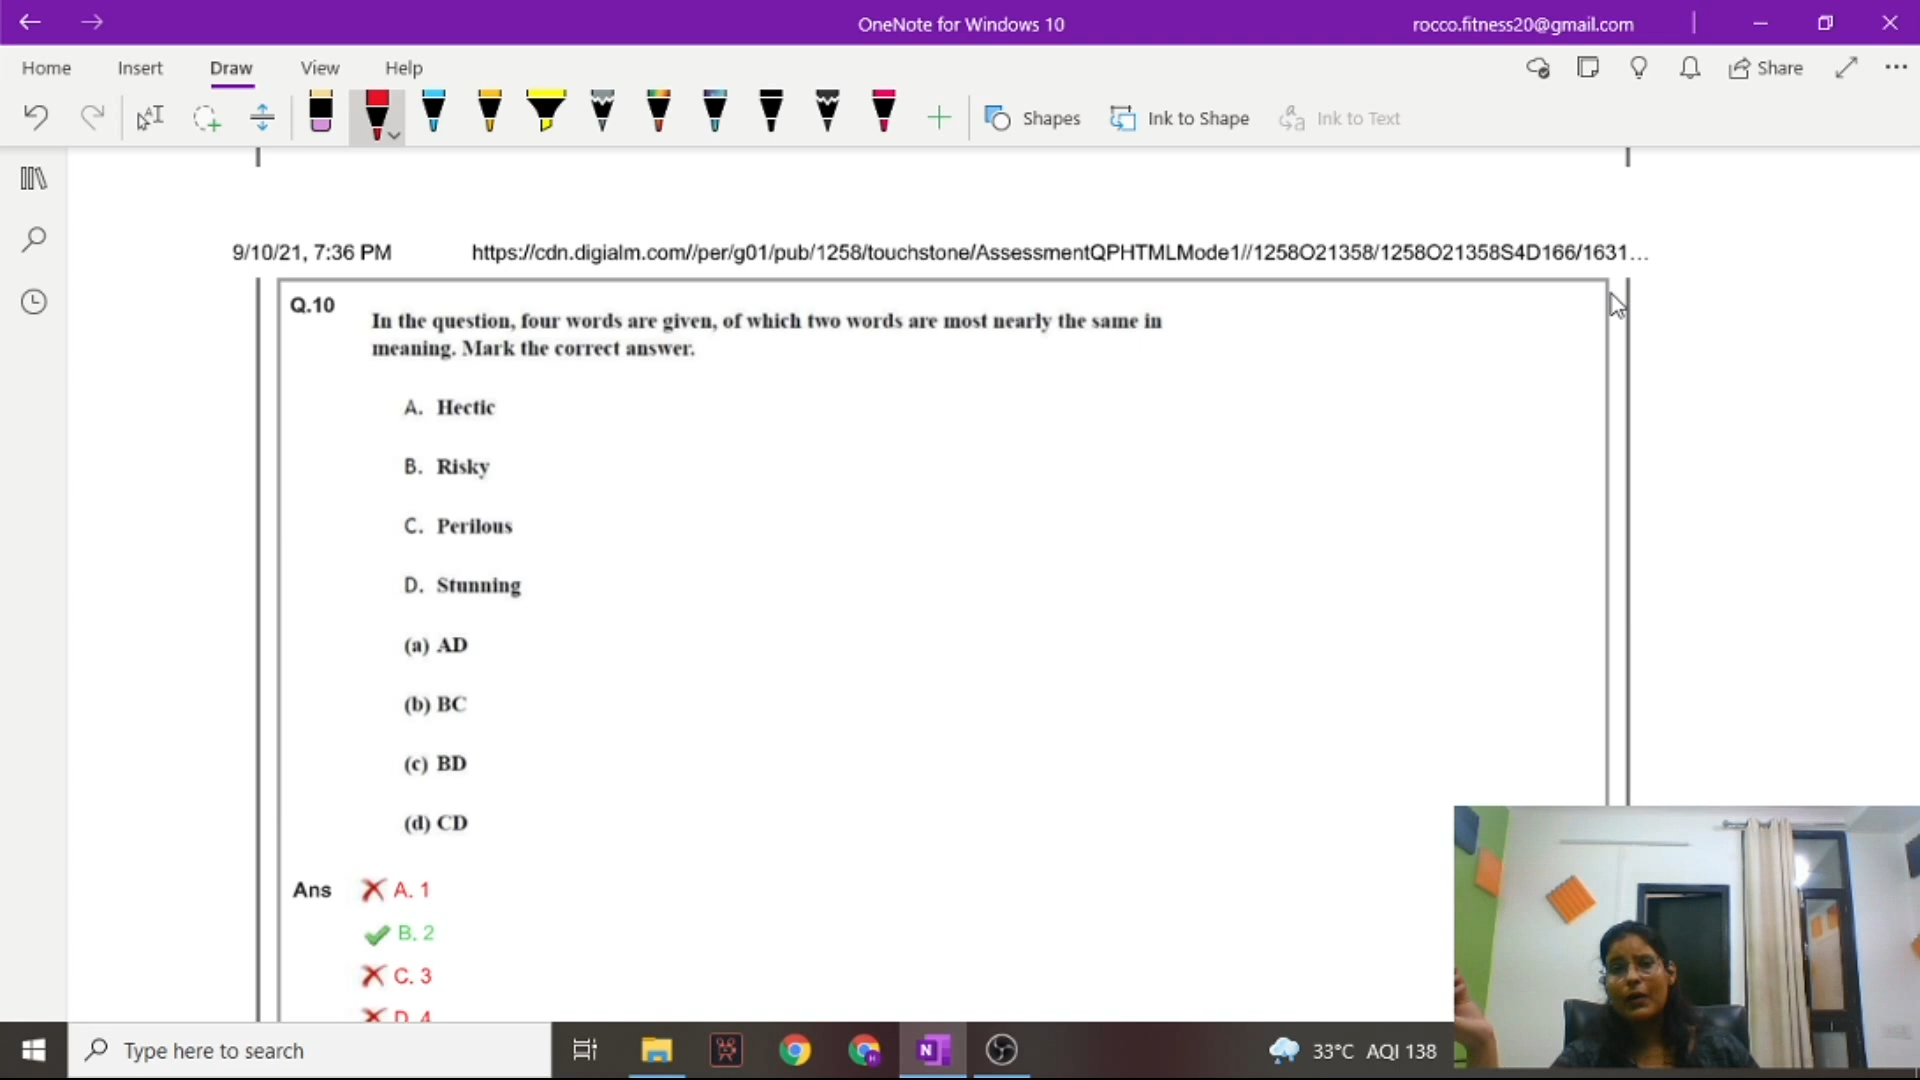 OneNote for Windows 10
rocco.fitness20@gmail.com
Home Insert Draw View Help
Share
Shapes
Ink to Shape
Ink to Text
9/10/21, 7:36 PM
https://cdn.digialm.com//per/g01/pub/1258/touchstone/AssessmentQPHTMLMode1//1258O21358/1258O21358S4D166/1631...
Q.10
In the question, four words are given, of which two words are most nearly the same in
meaning. Mark the correct answer.
A. Hectic
B. Risky
C. Perilous
D. Stunning
(a) AD
(b) BC
(c) BD
(d) CD
Ans
A. 1
B. 2
C. 3
D. 4
Type here to search
33°C AQI 138